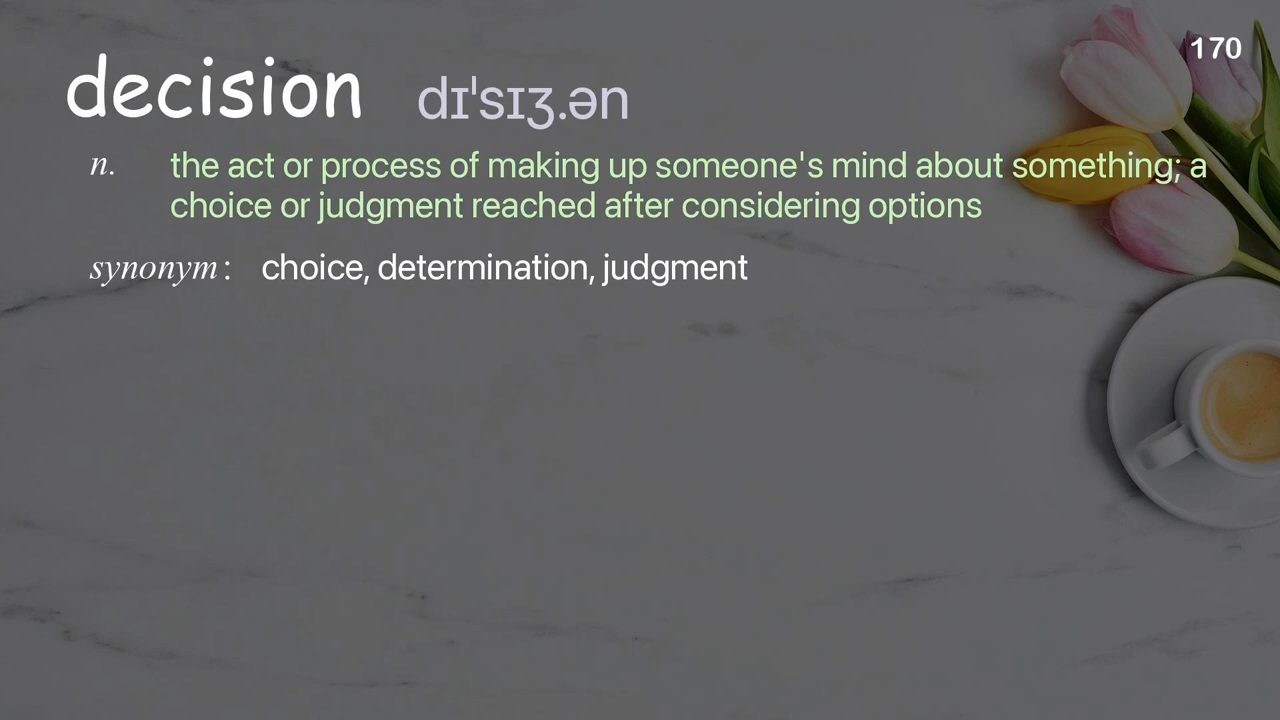 170
decision dɪˈsɪʒ.ən
n. the act or process of making up someone's mind about something; a
choice or judgment reached after considering options
synonym: choice, determination, judgment